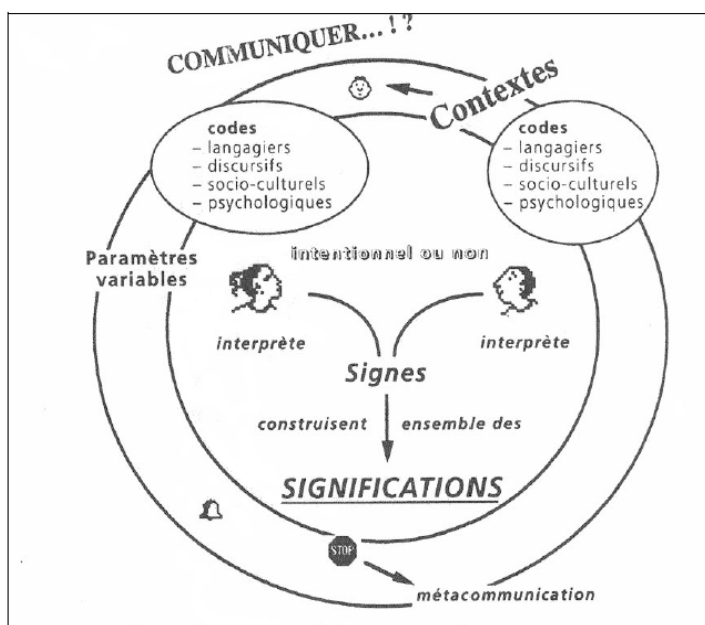 COMMUNIQUER...!?
Contextes
codes
– langagiers
– discursifs
– socio-culturels
– psychologiques
codes
– langagiers
– discursifs
– socio-culturels
– psychologiques
Paramètres
variables
intentionnel ou non
interprète
interprète
Signes
construisent
ensemble des
SIGNIFICATIONS
STOP
métacommunication